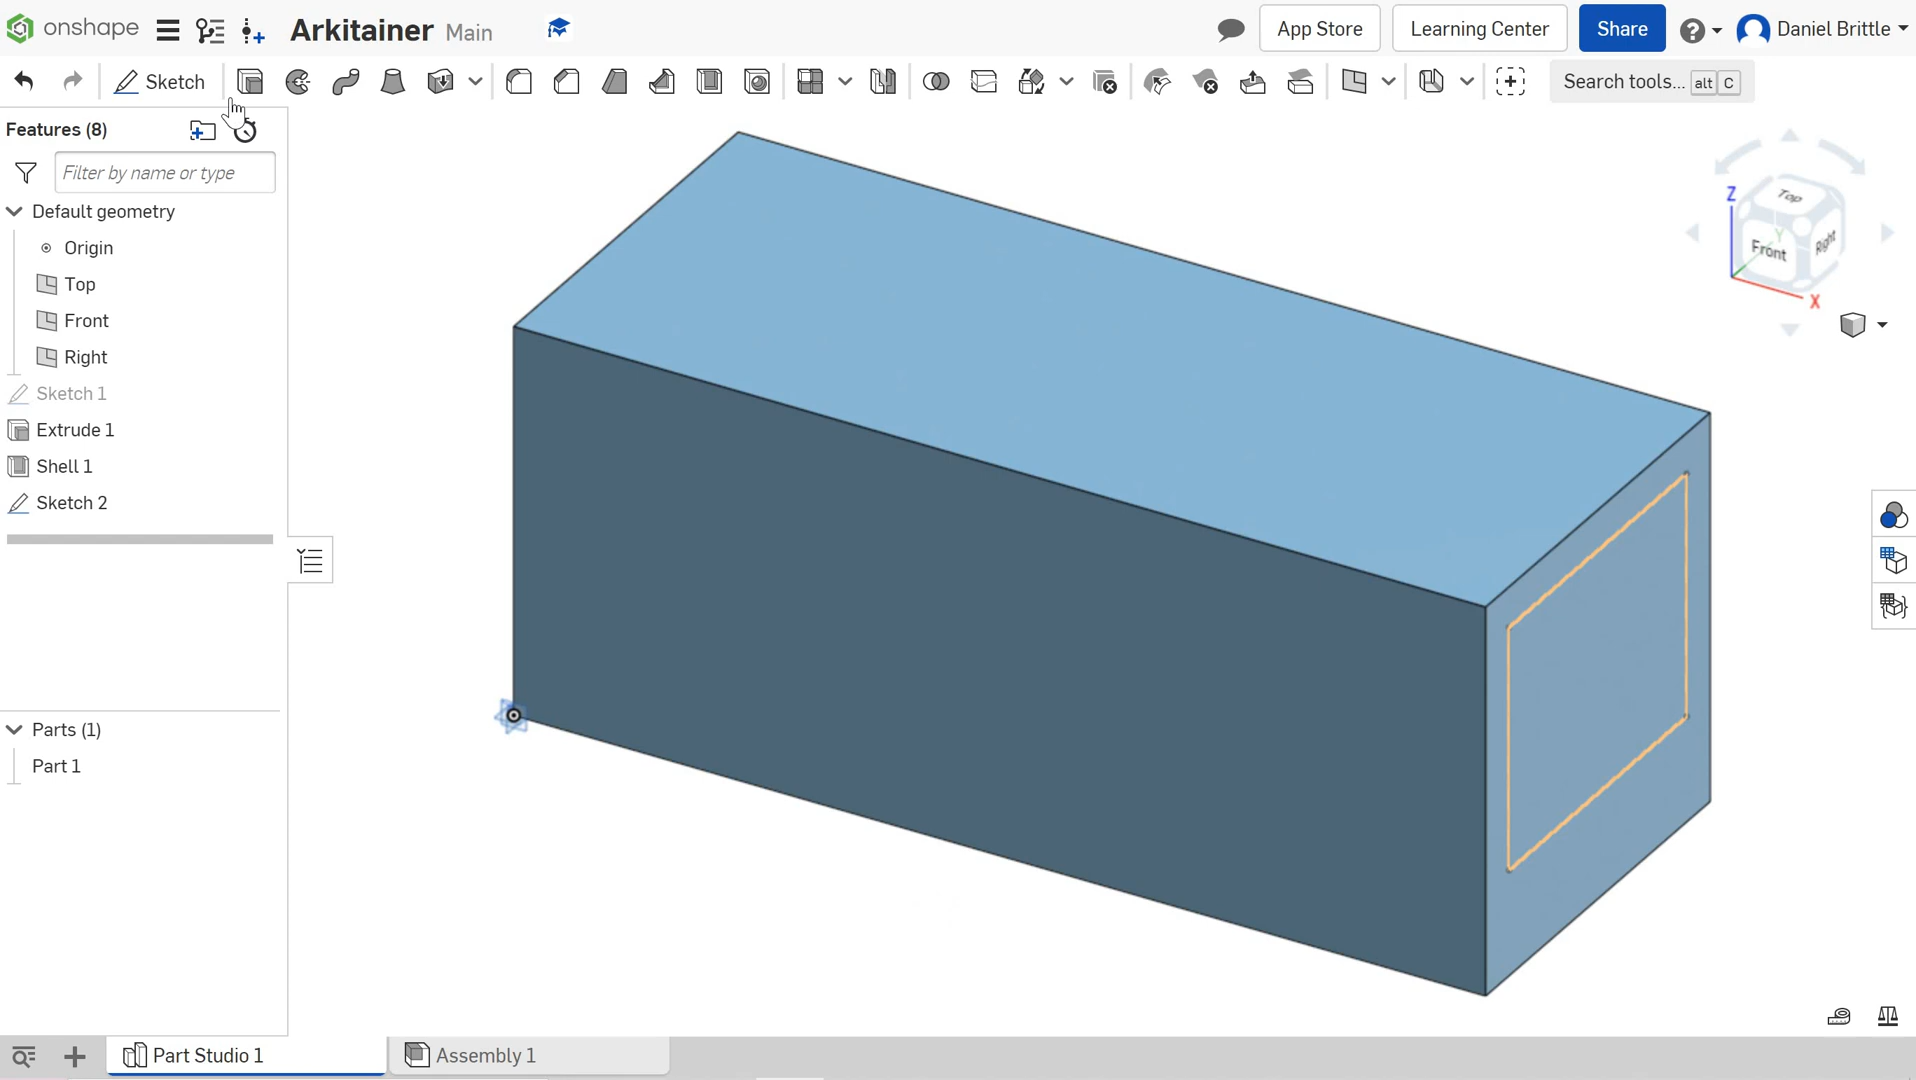 onshape
Arkitainer Main
App Store
Learning Center
Share
Daniel Brittle
Sketch
Search tools... alt C
Features (8)
Filter by name or type
Default geometry
Origin
Top
Front
Right
Sketch 1
Extrude 1
Shell 1
Sketch 2
Parts (1)
Part 1
Z
Top
Y
Front
Right
X
Part Studio 1
Assembly 1